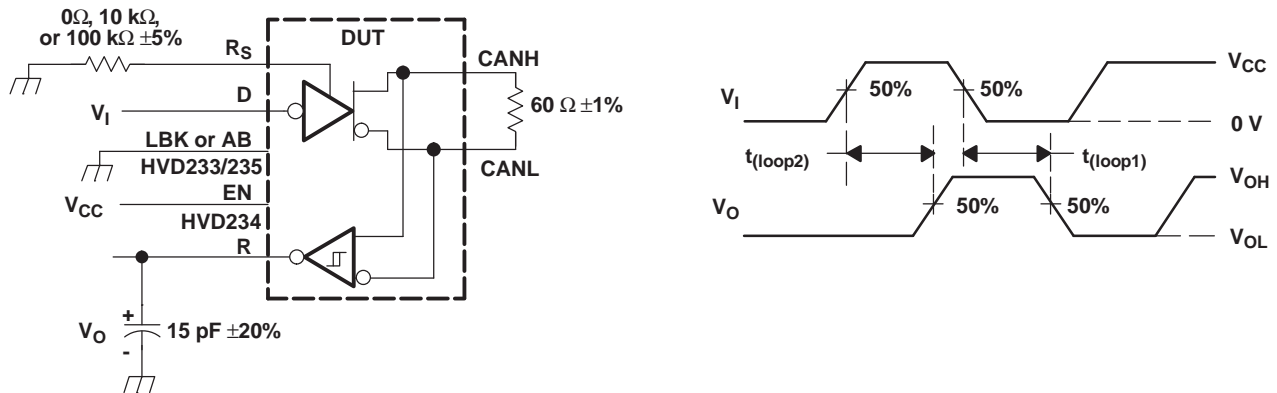 0Ω, 10 kΩ,
or 100 kΩ ±5%
DUT
RS
CANH
D
VI
60 Ω ±1%
LBK or AB
HVD233/235
CANL
EN
VCC
HVD234
R
+
VO
15 pF ±20%
-
VCC
50%
50%
VI
0 V
t(loop2)
t(loop1)
VOH
VO
50%
50%
VOL